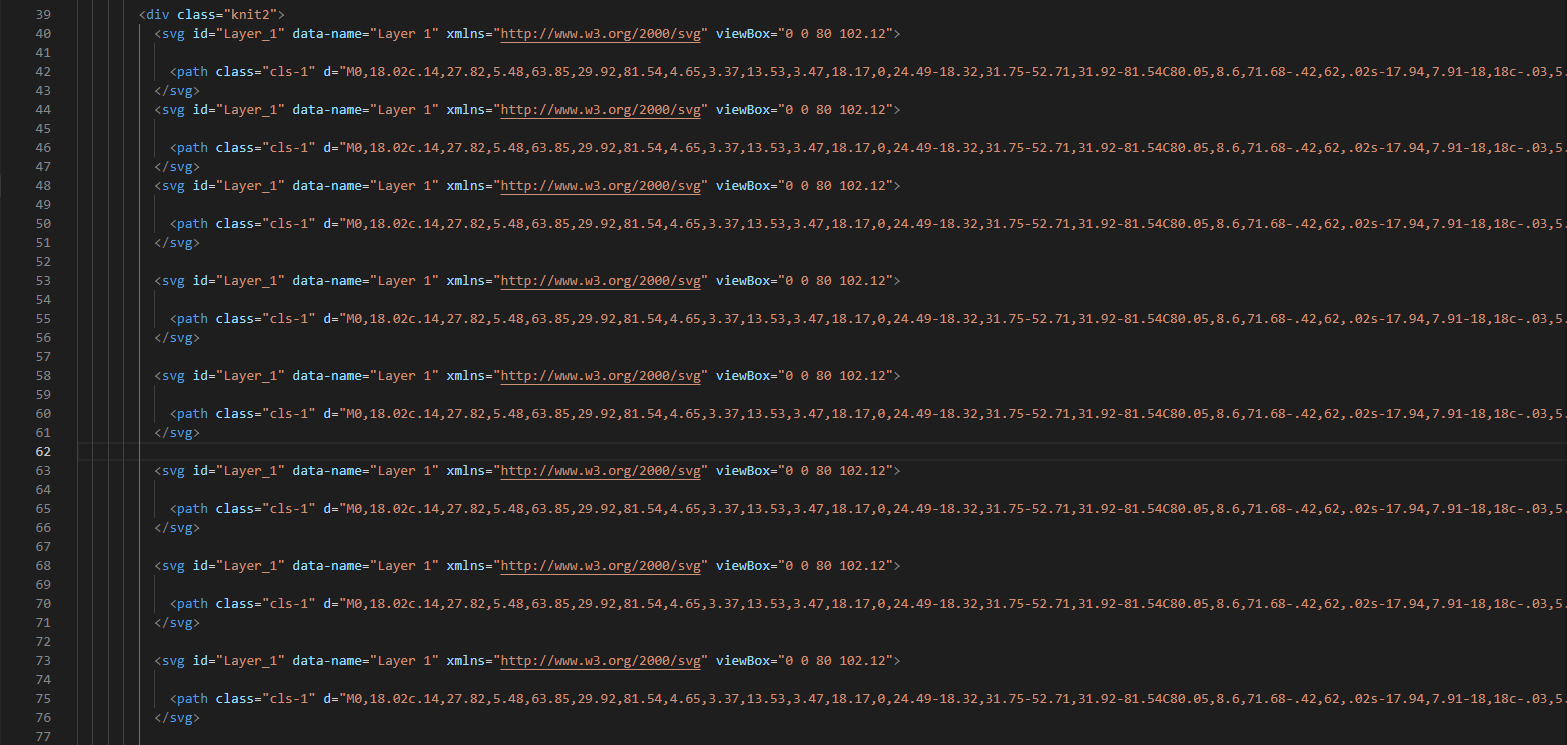 39 <div class="knit2">
40 <svg id="Layer_1" data-name="Layer 1" xmlns="http://www.w3.org/2000/svg" viewBox="0 0 80 102.12">
41
42 <path class="cls-1" d="M0,18.02c.14,27.82,5.48,63.85,29.92,81.54,4.65,3.37,13.53,3.47,18.17,0,24.49-18.32,31.75-52.71,31.92-81.54C80.05,8.6,71.68-.42,62,.02s-17.94,7.91-18,18c-.03,5.
43 </svg>
44 <svg id="Layer_1" data-name="Layer 1" xmlns="http://www.w3.org/2000/svg" viewBox="0 0 80 102.12">
45
46 <path class="cls-1" d="M0,18.02c.14,27.82,5.48,63.85,29.92,81.54,4.65,3.37,13.53,3.47,18.17,0,24.49-18.32,31.75-52.71,31.92-81.54C80.05,8.6,71.68-.42,62,.02s-17.94,7.91-18,18c-.03,5.
47 </svg>
48 <svg id="Layer_1" data-name="Layer 1" xmlns="http://www.w3.org/2000/svg" viewBox="0 0 80 102.12">
49
50 <path class="cls-1" d="M0,18.02c.14,27.82,5.48,63.85,29.92,81.54,4.65,3.37,13.53,3.47,18.17,0,24.49-18.32,31.75-52.71,31.92-81.54C80.05,8.6,71.68-.42,62,.02s-17.94,7.91-18,18c-.03,5.
51 </svg>
52
53 <svg id="Layer_1" data-name="Layer 1" xmlns="http://www.w3.org/2000/svg" viewBox="0 0 80 102.12">
54
55 <path class="cls-1" d="M0,18.02c.14,27.82,5.48,63.85,29.92,81.54,4.65,3.37,13.53,3.47,18.17,0,24.49-18.32,31.75-52.71,31.92-81.54C80.05,8.6,71.68-.42,62,.02s-17.94,7.91-18,18c-.03,5.
56 </svg>
57
58 <svg id="Layer_1" data-name="Layer 1" xmlns="http://www.w3.org/2000/svg" viewBox="0 0 80 102.12">
59
60 <path class="cls-1" d="M0,18.02c.14,27.82,5.48,63.85,29.92,81.54,4.65,3.37,13.53,3.47,18.17,0,24.49-18.32,31.75-52.71,31.92-81.54C80.05,8.6,71.68-.42,62,.02s-17.94,7.91-18,18c-.03,5.
61 </svg>
62
63 <svg id="Layer_1" data-name="Layer 1" xmlns="http://www.w3.org/2000/svg" viewBox="0 0 80 102.12">
64
65 <path class="cls-1" d="M0,18.02c.14,27.82,5.48,63.85,29.92,81.54,4.65,3.37,13.53,3.47,18.17,0,24.49-18.32,31.75-52.71,31.92-81.54C80.05,8.6,71.68-.42,62,.02s-17.94,7.91-18,18c-.03,5.
66 </svg>
67
68 <svg id="Layer_1" data-name="Layer 1" xmlns="http://www.w3.org/2000/svg" viewBox="0 0 80 102.12">
69
70 <path class="cls-1" d="M0,18.02c.14,27.82,5.48,63.85,29.92,81.54,4.65,3.37,13.53,3.47,18.17,0,24.49-18.32,31.75-52.71,31.92-81.54C80.05,8.6,71.68-.42,62,.02s-17.94,7.91-18,18c-.03,5.
71 </svg>
72
73 <svg id="Layer_1" data-name="Layer 1" xmlns="http://www.w3.org/2000/svg" viewBox="0 0 80 102.12">
74
75 <path class="cls-1" d="M0,18.02c.14,27.82,5.48,63.85,29.92,81.54,4.65,3.37,13.53,3.47,18.17,0,24.49-18.32,31.75-52.71,31.92-81.54C80.05,8.6,71.68-.42,62,.02s-17.94,7.91-18,18c-.03,5.
76 </svg>
77